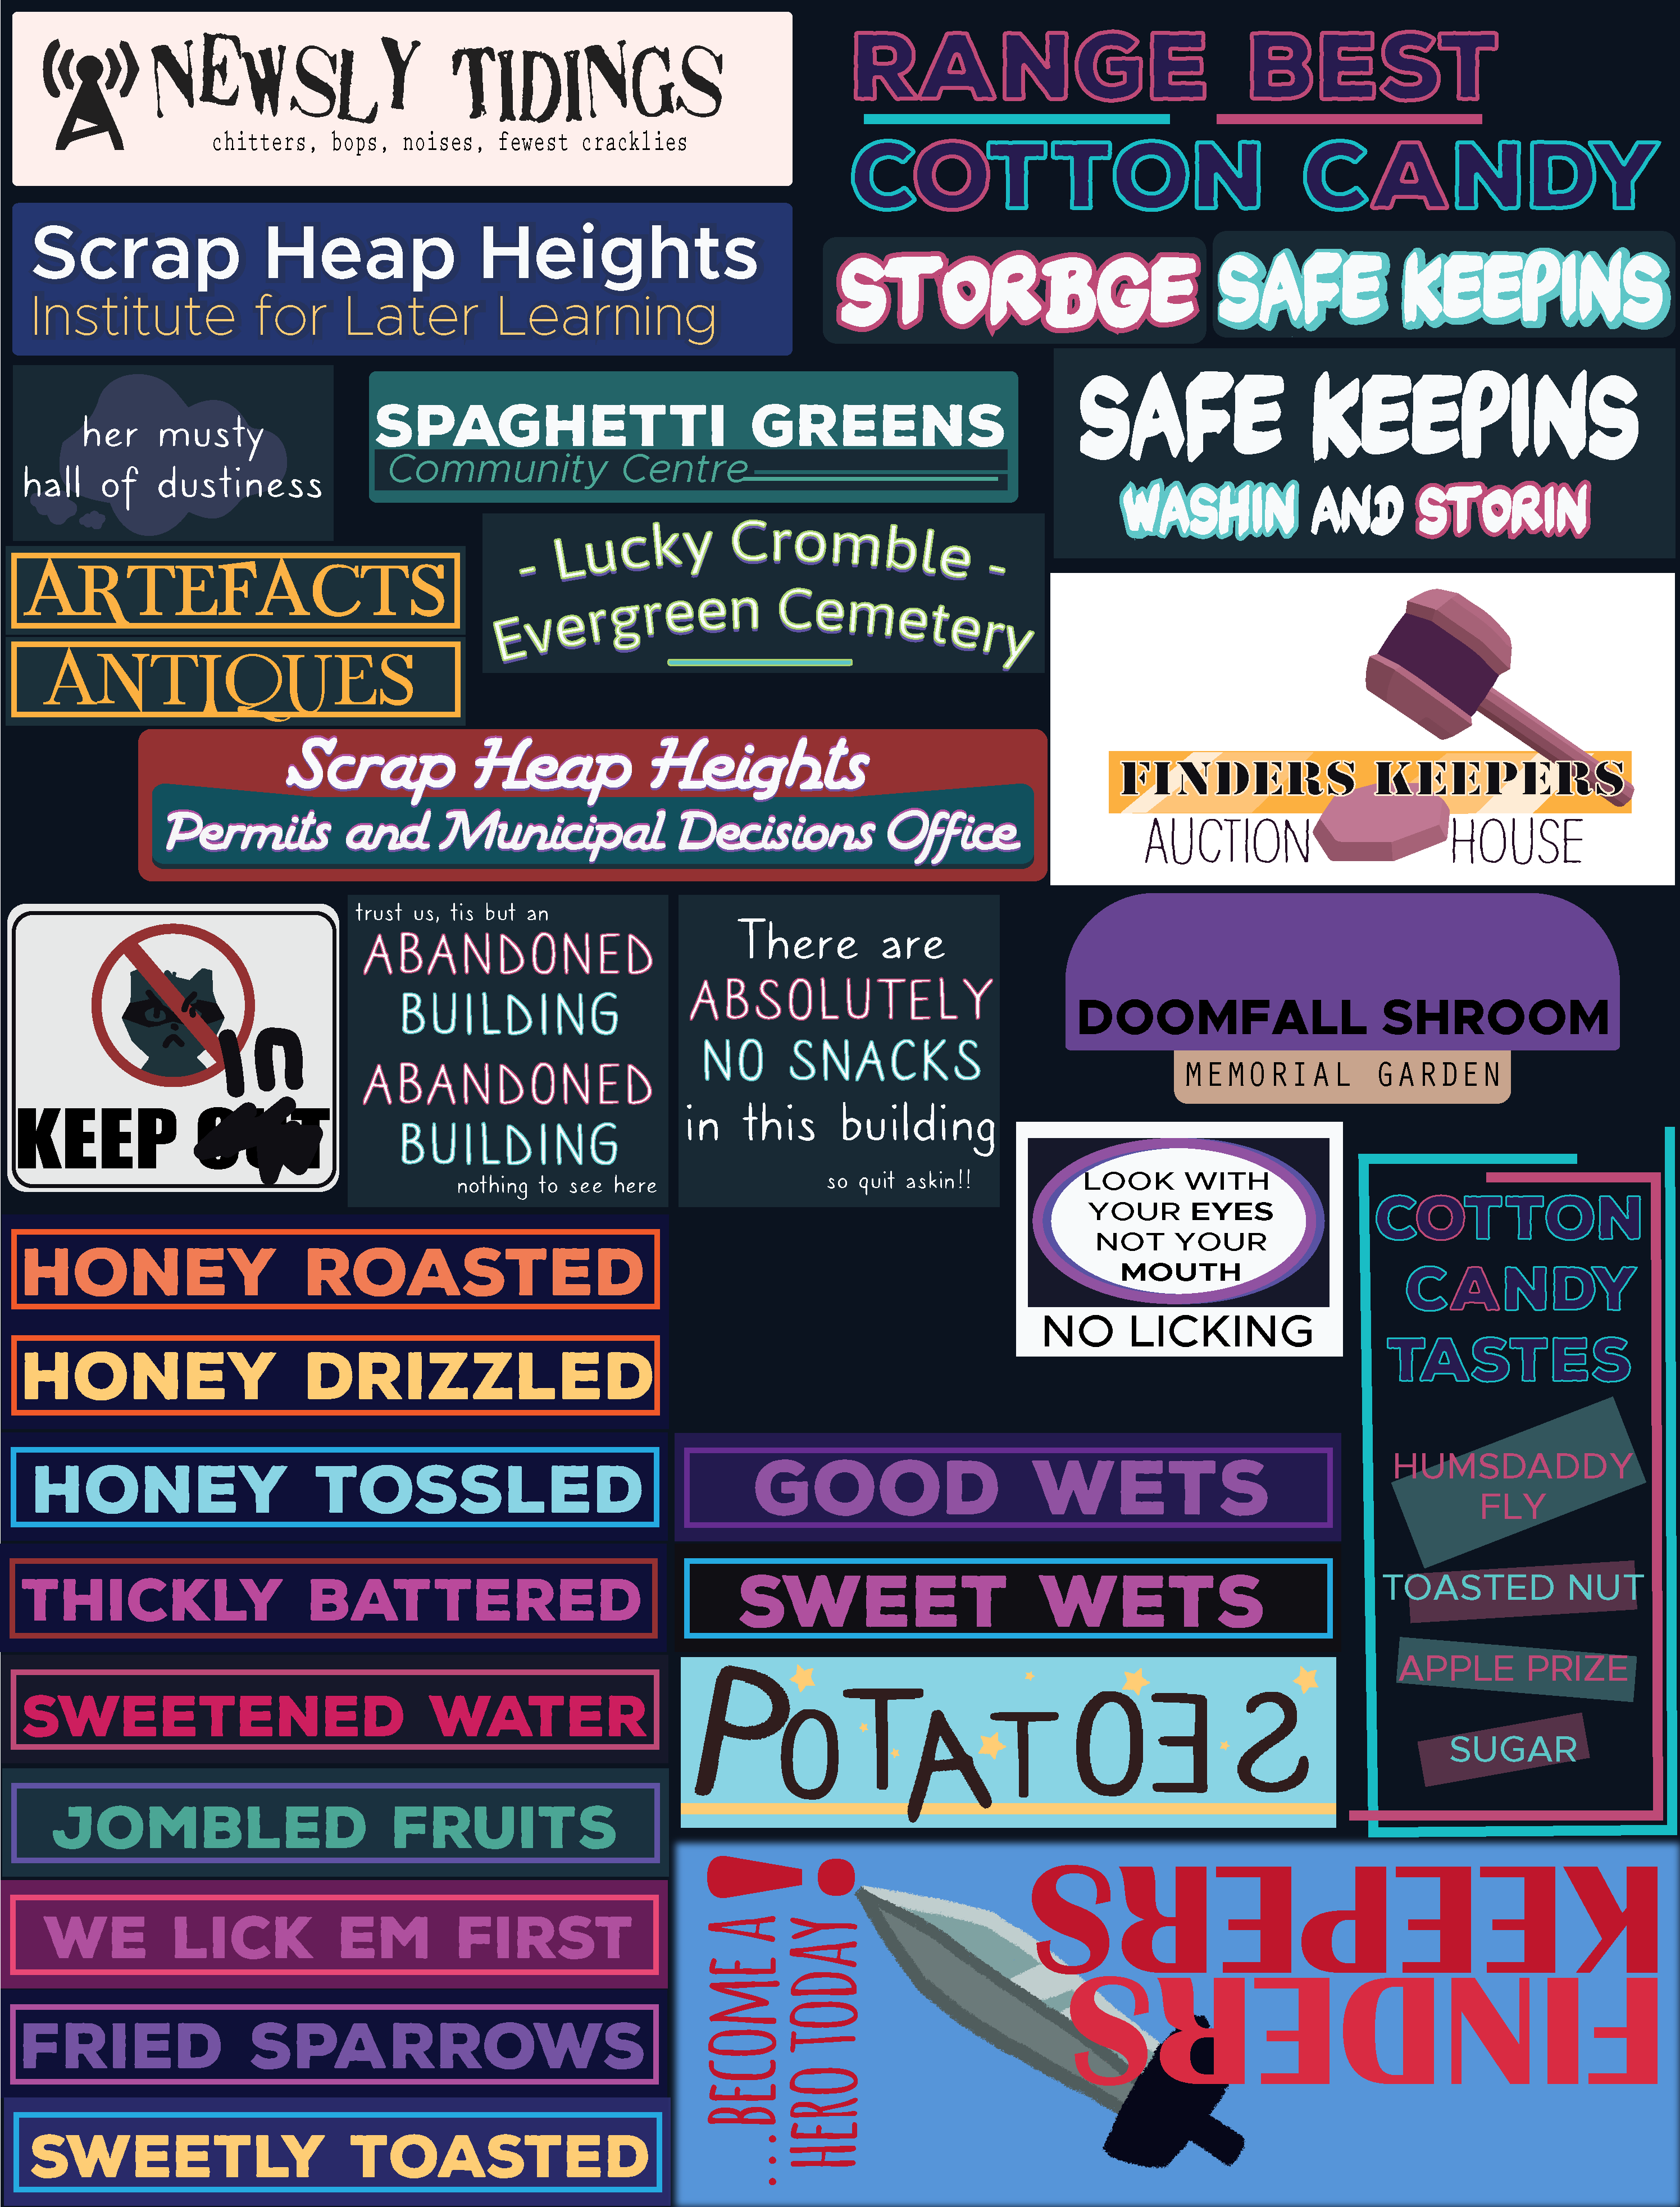 NEWSLY TIDINGS
chitters, bops, noises, fewest cracklies
RANGE BEST
COTTON CANDY
Scrap Heap Heights
Institute for Later Learning
STORBGE
SAFE KEEPINS
her musty
hall of dustiness
SPAGHETTI GREENS
Community Centre
SAFE KEEPINS
WASHIN AND STORIN
ARTEFACTS
ANTIQUES
- Lucky Cromble -
Evergreen Cemetery
Scrap Heap Heights
Permits and Municipal Decisions Office
FINDERS KEEPERS
AUCTION HOUSE
in
KEEP OUT
trust us, tis but an
ABANDONED
BUILDING
ABANDONED
BUILDING
nothing to see here
There are
ABSOLUTELY
NO SNACKS
in this building
so quit askin!!
DOOMFALL SHROOM
MEMORIAL GARDEN
LOOK WITH
YOUR EYES
NOT YOUR
MOUTH
NO LICKING
COTTON
CANDY
TASTES
HUMSDADDY
FLY
TOASTED NUT
APPLE PRIZE
SUGAR
HONEY ROASTED
HONEY DRIZZLED
HONEY TOSSLED
THICKLY BATTERED
SWEETENED WATER
JOMBLED FRUITS
WE LICK EM FIRST
FRIED SPARROWS
SWEETLY TOASTED
GOOD WETS
SWEET WETS
POTATOES
FINDERS
KEEPERS
...BECOME A
HERO TODAY!